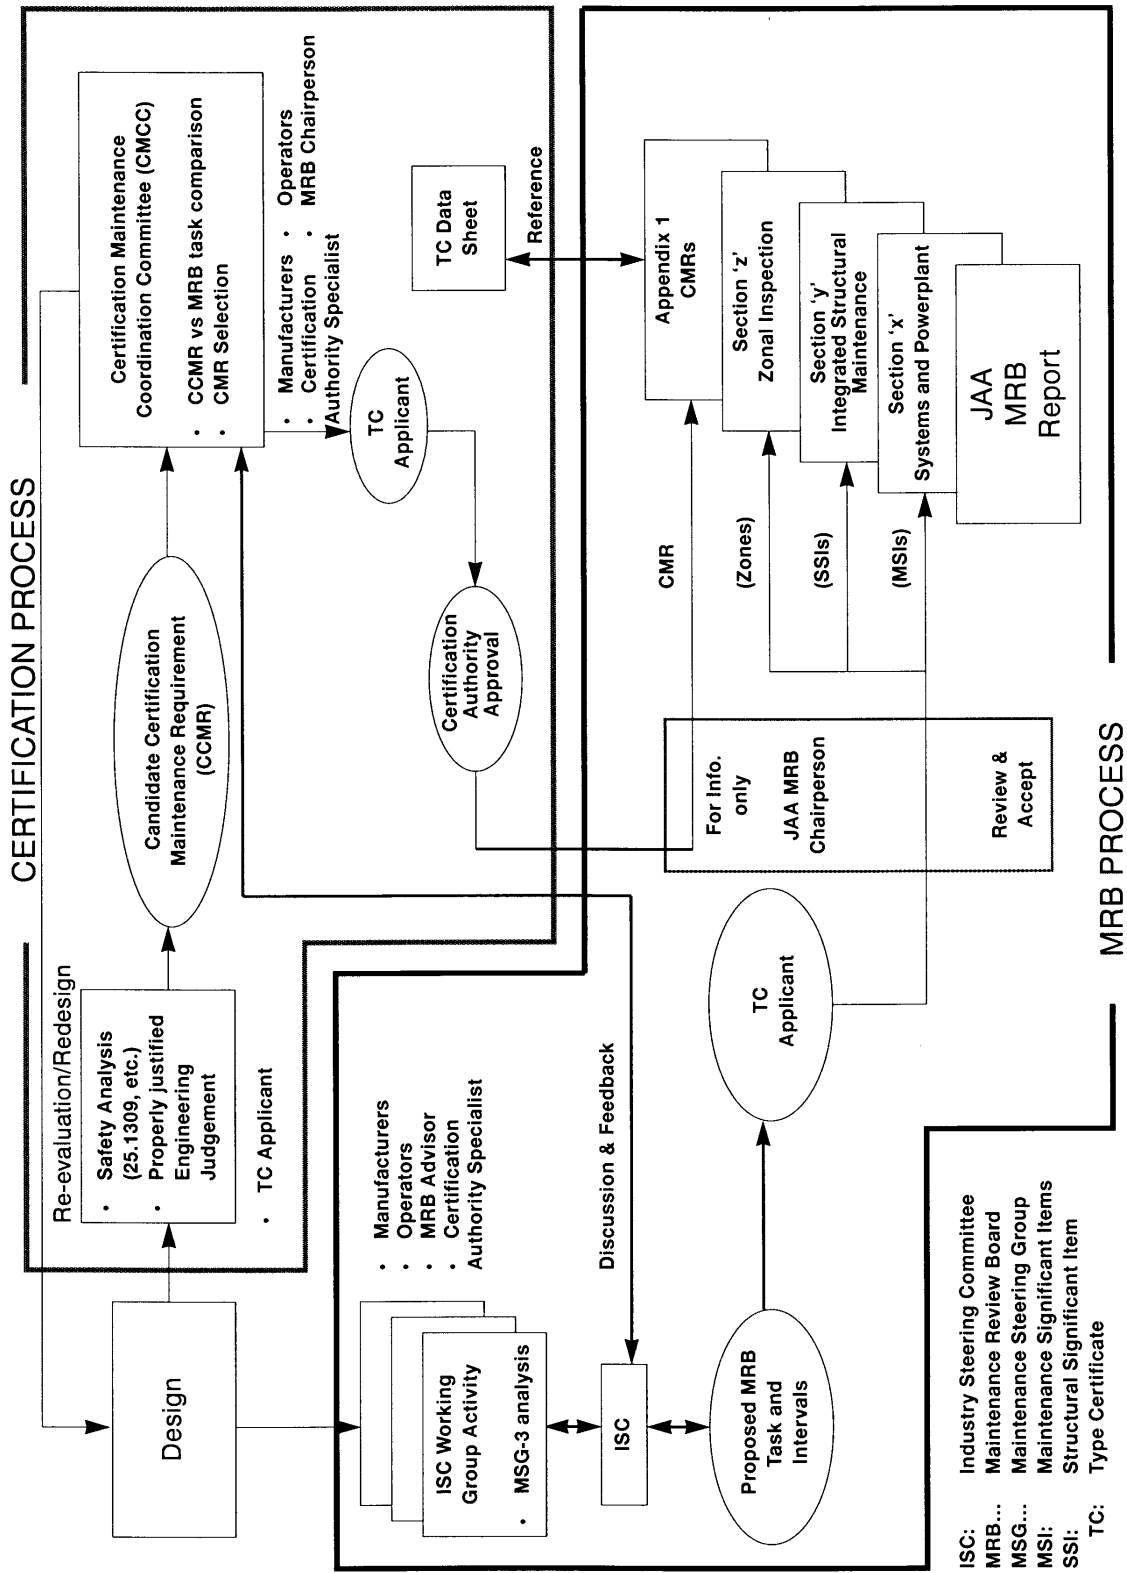 CERTIFICATION PROCESS
Re-evaluation/Redesign
Design
• Safety Analysis
(25.1309, etc.)
• Properly justified
Engineering
Judgement
• TC Applicant
Candidate Certification
Maintenance Requirement
(CCMR)
Certification Maintenance
Coordination Committee (CMCC)
• CCMR vs MRB task comparison
• CMR Selection
• Manufacturers • Operators
• Certification • MRB Chairperson
Authority Specialist
TC
Applicant
Certification
Authority
Approval
TC Data
Sheet
Reference
• Manufacturers
• Operators
• MRB Advisor
• Certification
Authority Specialist
ISC Working
Group Activity
• MSG-3 analysis
ISC
Discussion & Feedback
Proposed MRB
Task and
Intervals
TC
Applicant
For Info.
only
JAA MRB
Chairperson
Review &
Accept
CMR
(Zones)
(SSIs)
(MSIs)
Appendix 1
CMRs
Section ‘z’
Zonal Inspection
Section ‘y’
Integrated Structural
Maintenance
Section ‘x’
Systems and Powerplant
JAA
MRB
Report
MRB PROCESS
ISC: Industry Steering Committee
MRB... Maintenance Review Board
MSG... Maintenance Steering Group
MSI: Maintenance Significant Items
SSI: Structural Significant Item
TC: Type Certificate